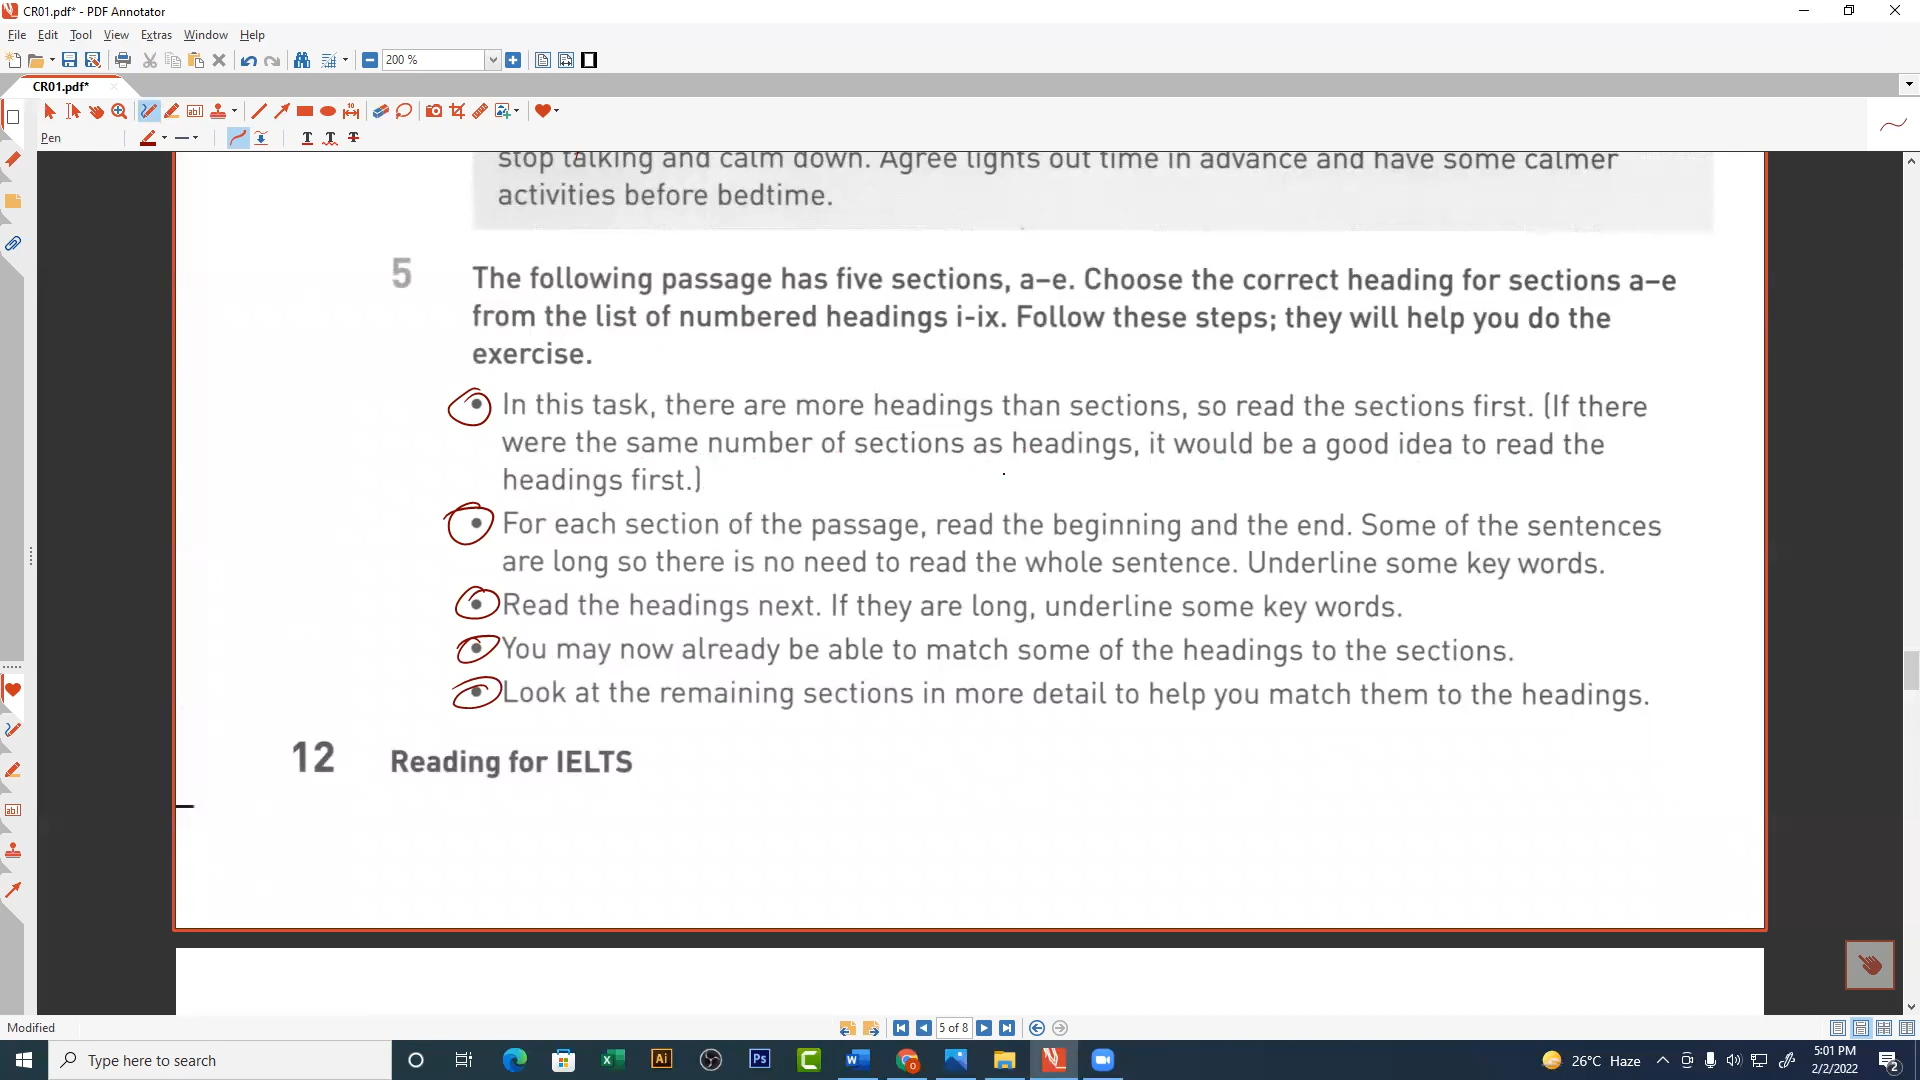 CR01.pdf* - PDF Annotator
File Edit Tool View Extras Window Help
200 %
CR01.pdf*
Pen
stop talking and calm down. Agree lights out time in advance and have some calmer
activities before bedtime.
5 The following passage has five sections, a–e. Choose the correct heading for sections a–e
from the list of numbered headings i-ix. Follow these steps; they will help you do the
exercise.
• In this task, there are more headings than sections, so read the sections first. (If there
were the same number of sections as headings, it would be a good idea to read the
headings first.)
• For each section of the passage, read the beginning and the end. Some of the sentences
are long so there is no need to read the whole sentence. Underline some key words.
• Read the headings next. If they are long, underline some key words.
• You may now already be able to match some of the headings to the sections.
• Look at the remaining sections in more detail to help you match them to the headings.
12 Reading for IELTS
Modified
5 of 8
Type here to search
26°C Haze
5:01 PM
2/2/2022
2